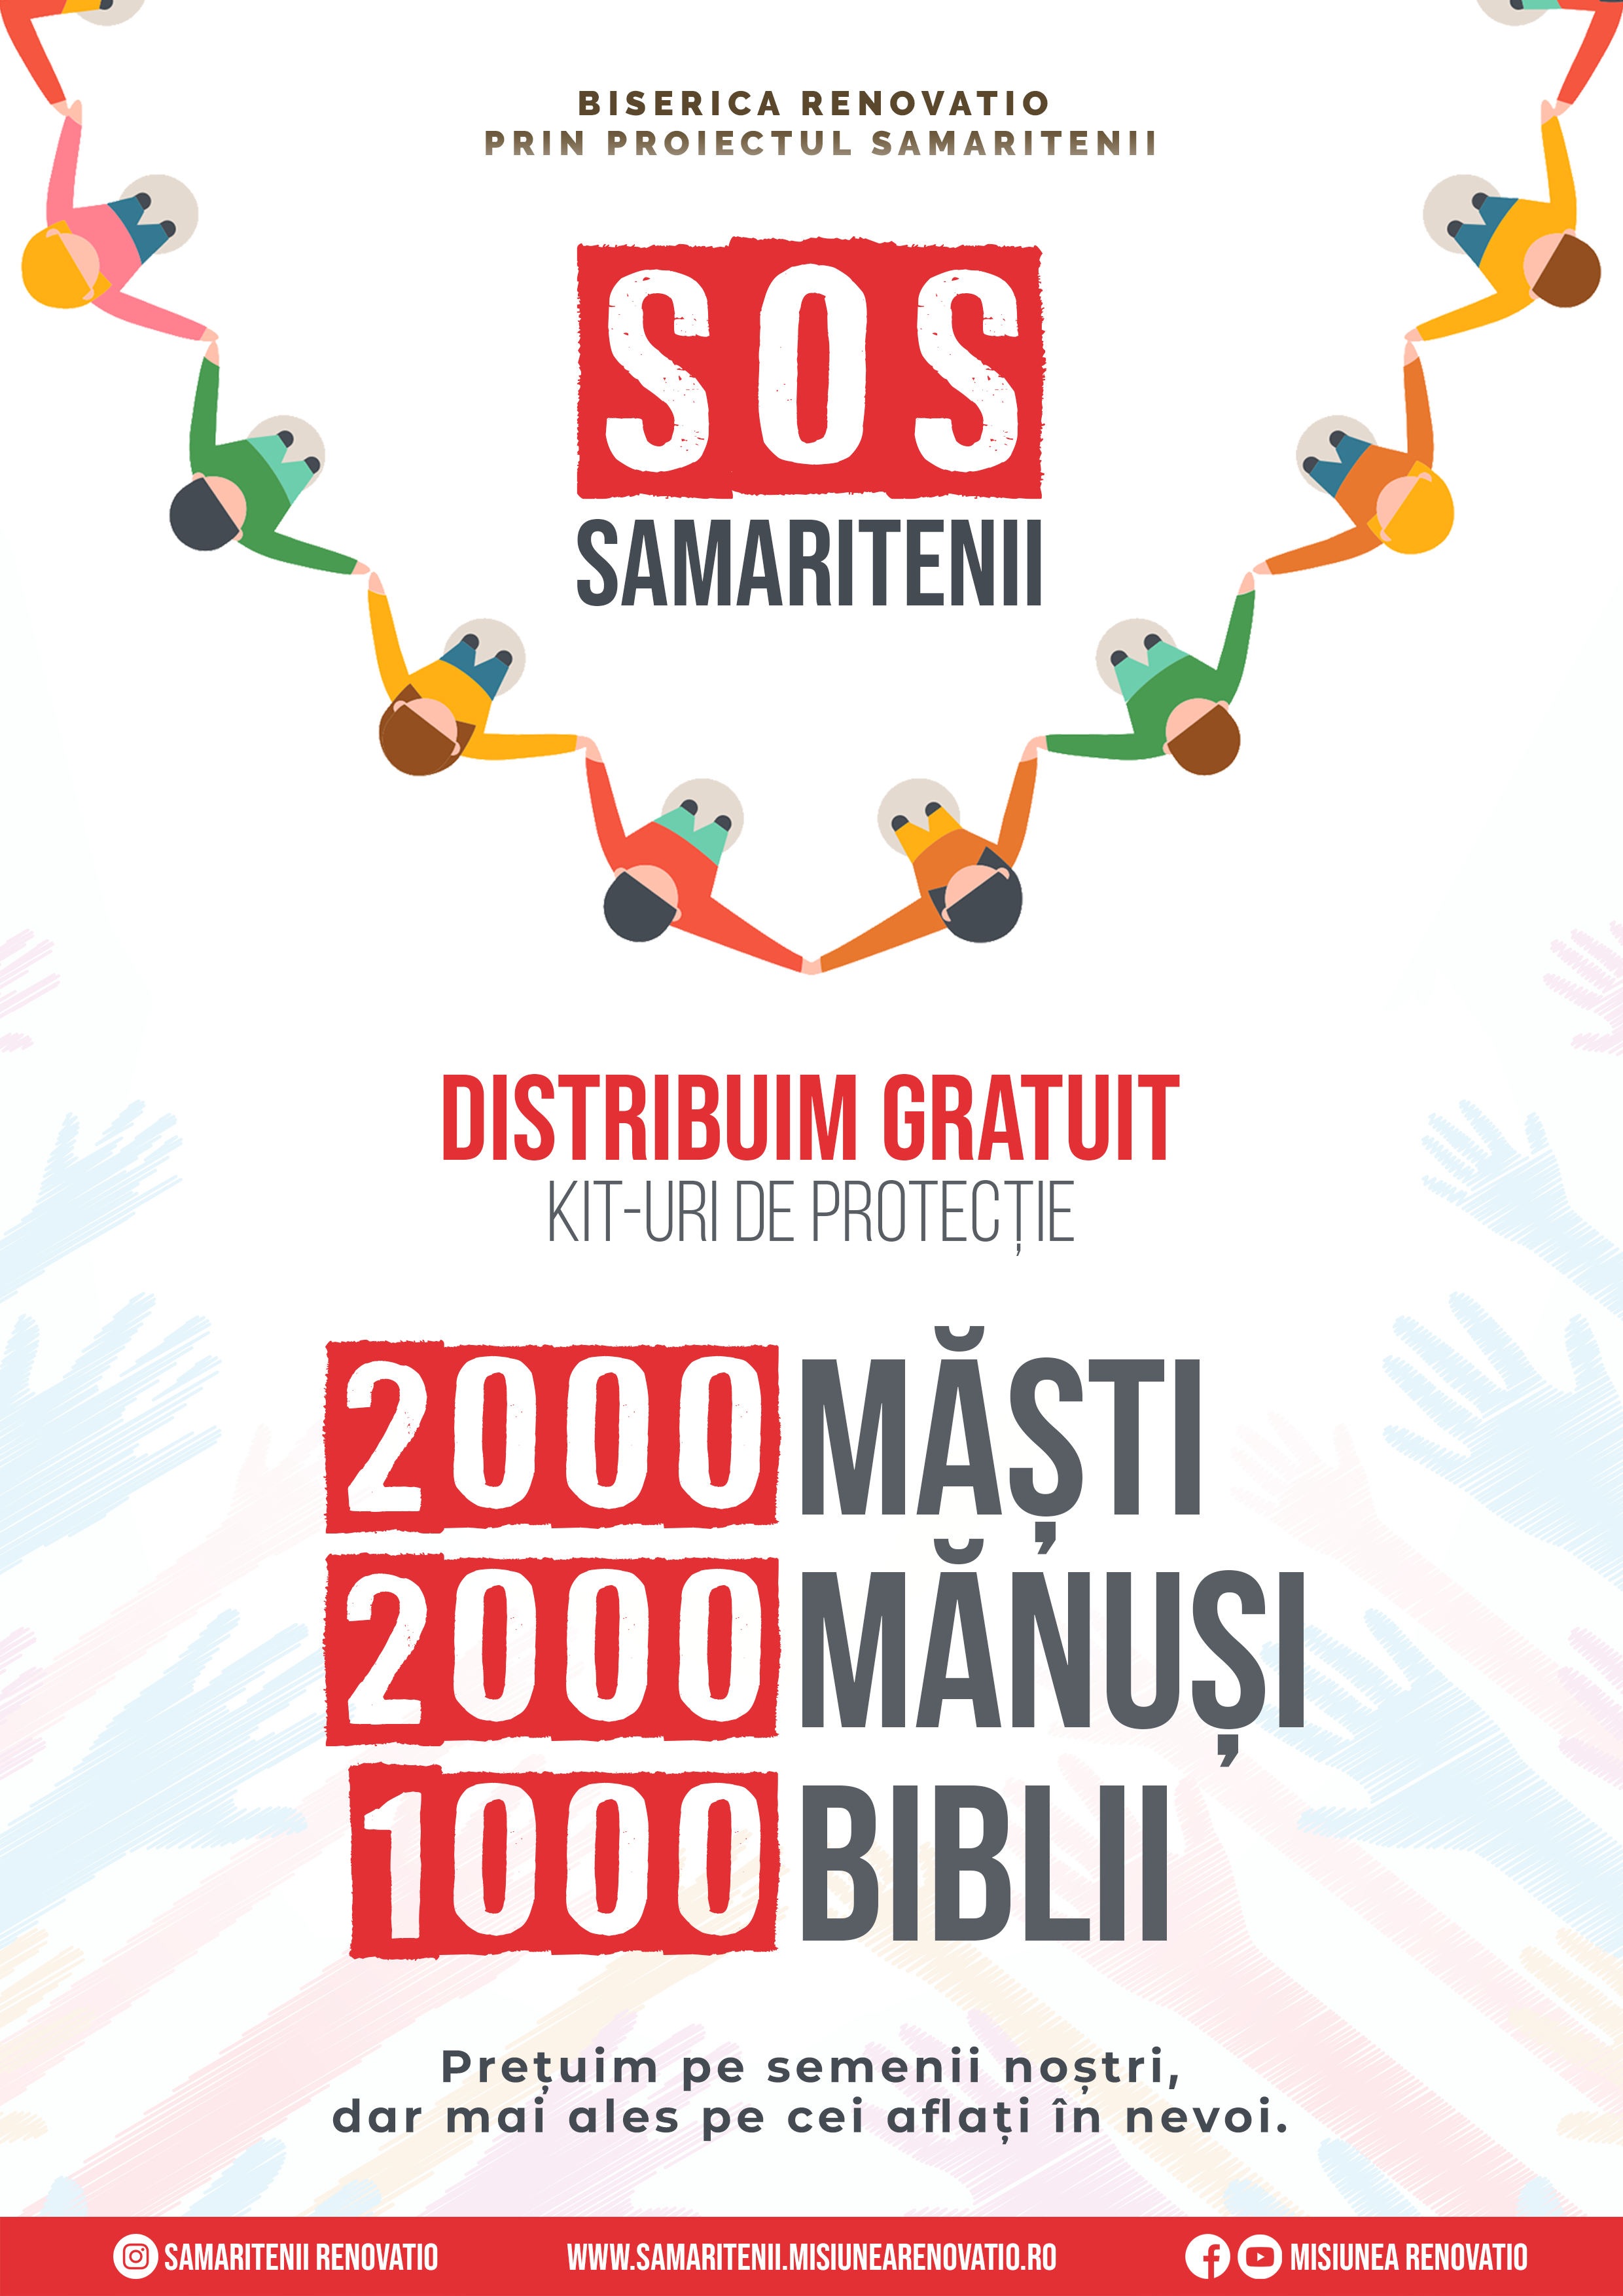 BISERICA RENOVATIO
PRIN PROIECTUL SAMARITENII
SOS
SAMARITENII
DISTRIBUIM GRATUIT
KIT-URI DE PROTECȚIE
2000 MĂȘTI
2000 MĂNUȘI
1000 BIBLII
Prețuim pe semenii noștri,
dar mai ales pe cei aflați în nevoi.
SAMARITENII RENOVATIO WWW.SAMARITENII.MISIUNEARENOVATIO.RO MISIUNEA RENOVATIO